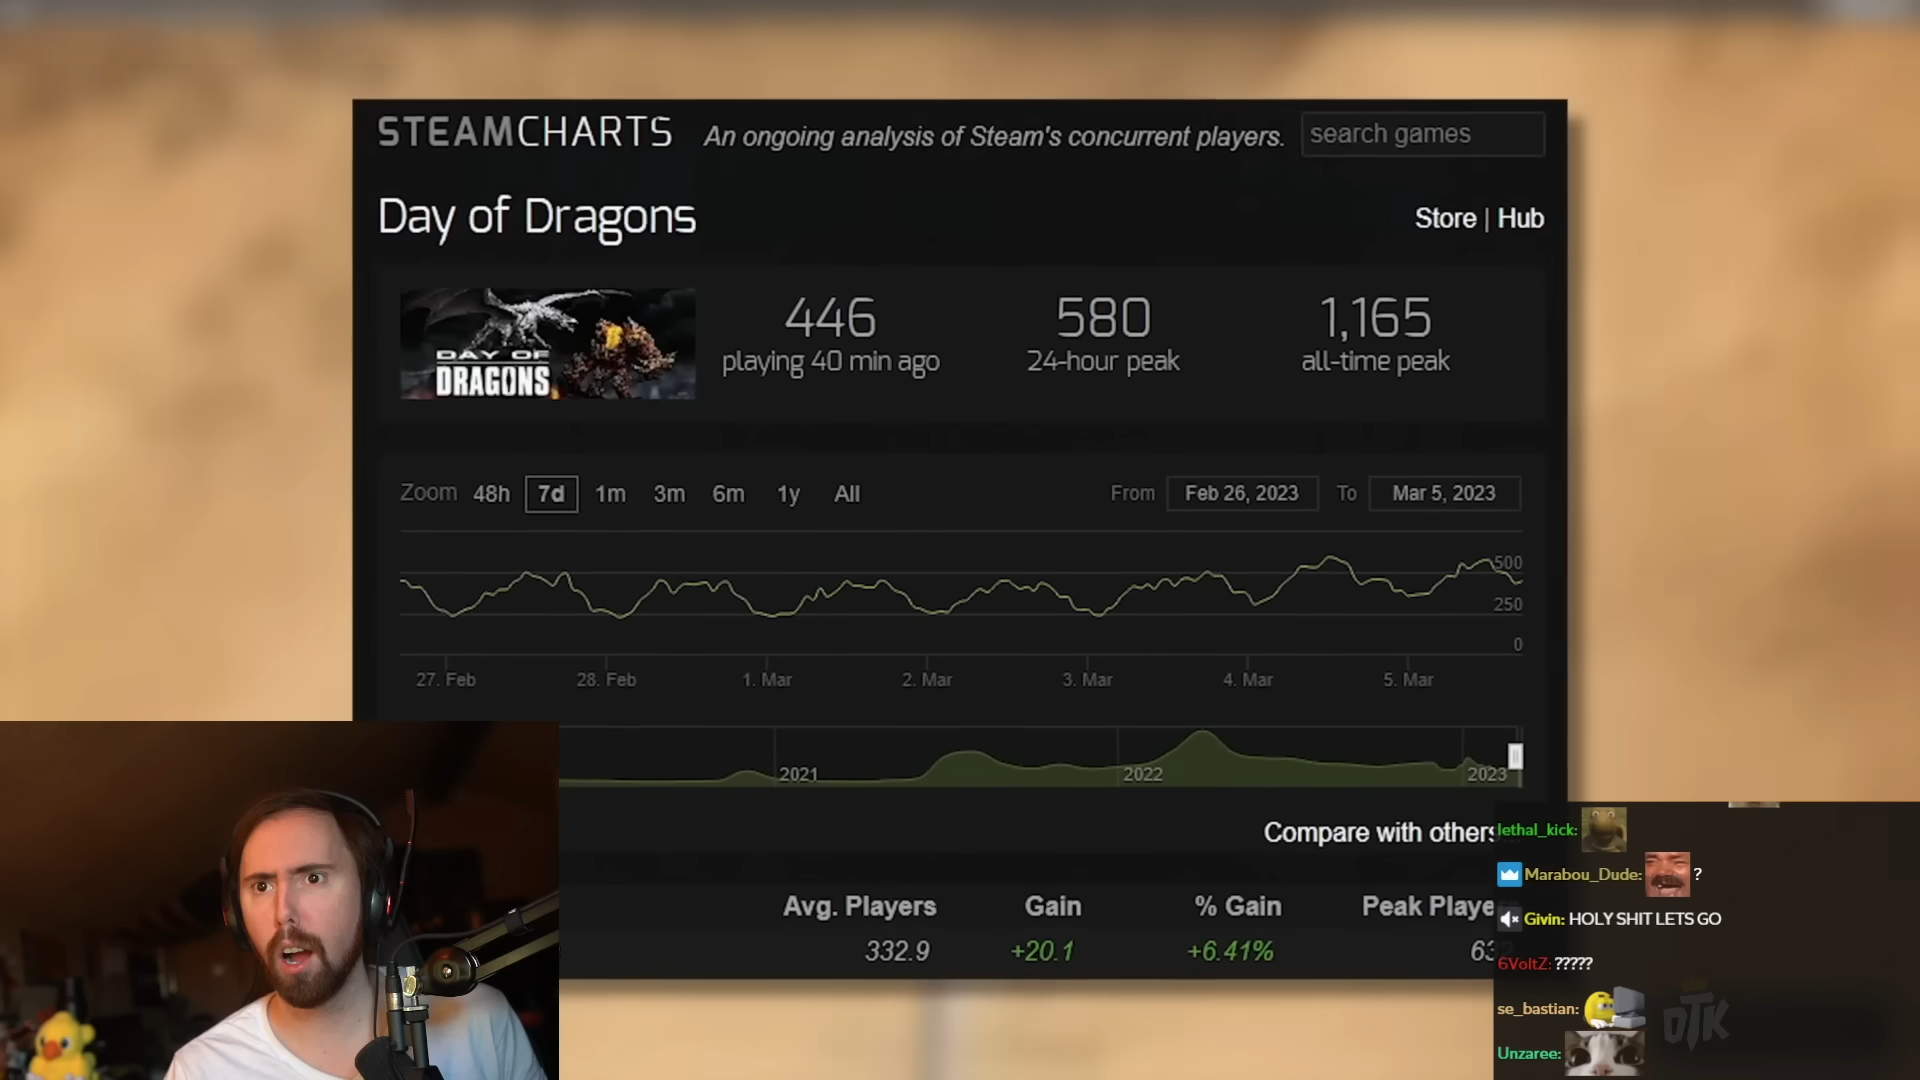 STEAMCHARTS An ongoing analysis of Steam's concurrent players. search games
Day of Dragons Store | Hub
DAY OF
DRAGONS
446 580 1,165
playing 40 min ago 24-hour peak all-time peak
Zoom 48h 7d 1m 3m 6m 1y All From Feb 26, 2023 To Mar 5, 2023
500
250
0
27. Feb 28. Feb 1. Mar 2. Mar 3. Mar 4. Mar 5. Mar
2021 2022 2023
Compare with others
Avg. Players Gain % Gain Peak Playe
332.9 +20.1 +6.41% 63
lethal_kick:
Marabou_Dude: ?
Givin: HOLY SHIT LETS GO
6VoltZ: ?????
se_bastian:
OTK
Unzaree: